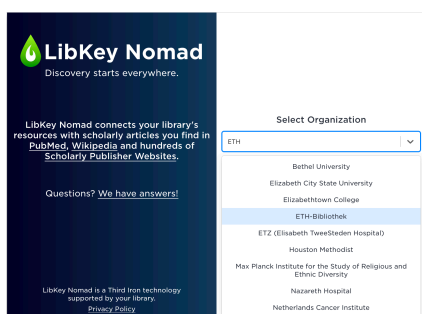 LibKey Nomad
Discovery starts everywhere.
LibKey Nomad connects your library's
resources with scholarly articles you find in
PubMed, Wikipedia and hundreds of
Scholarly Publisher Websites.
Questions? We have answers!
LibKey Nomad is a Third Iron technology
supported by your library.
Privacy Policy
Select Organization
ETH
Bethel University
Elizabeth City State University
Elizabethtown College
ETH-Bibliothek
ETZ (Elisabeth TweeSteden Hospital)
Houston Methodist
Max Planck Institute for the Study of Religious and
Ethnic Diversity
Nazareth Hospital
Netherlands Cancer Institute